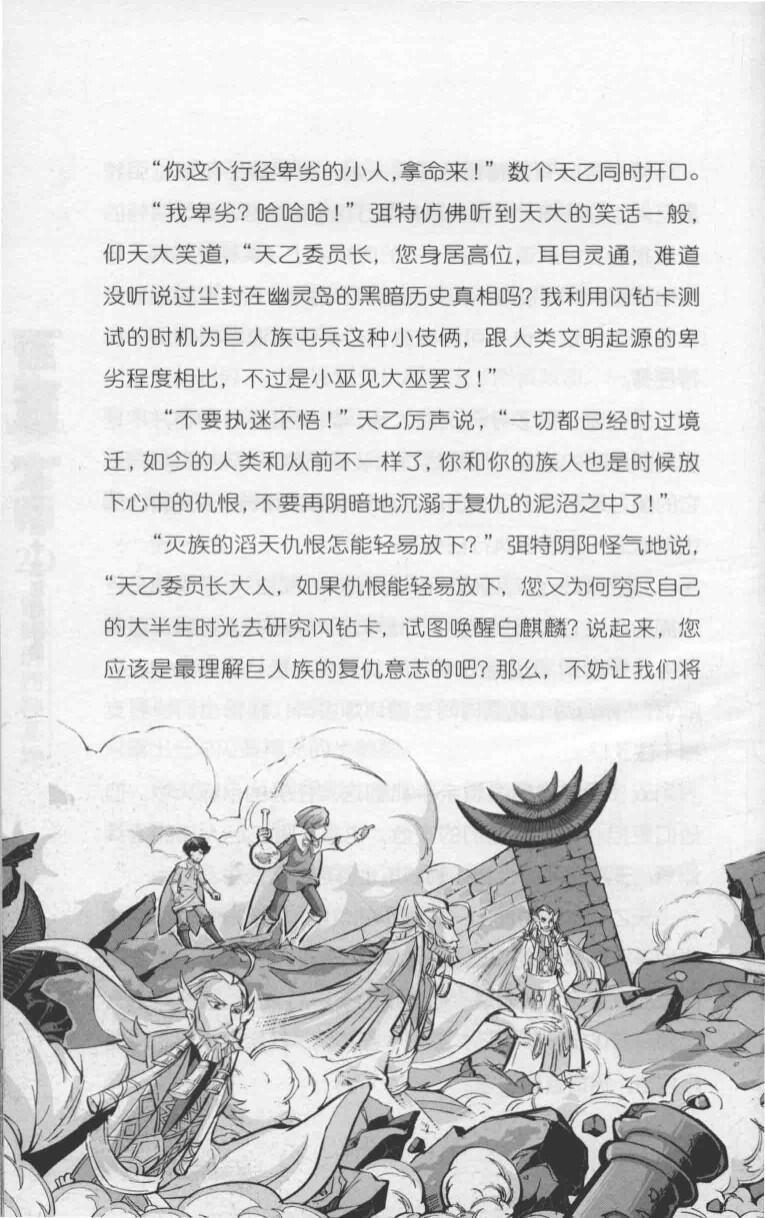 “你这个行径卑劣的小人，拿命来！”数个天乙同时开口。
“我卑劣？哈哈哈！”弭特仿佛听到天大的笑话一般，
仰天大笑道，“天乙委员长，您身居高位，耳目灵通，难道
没听说过尘封在幽灵岛的黑暗历史真相吗？我利用闪钻卡测
试的时机为巨人族屯兵这种小伎俩，跟人类文明起源的卑
劣程度相比，不过是小巫见大巫罢了！”
“不要执迷不悟！”天乙厉声说，“一切都已经时过境
迁，如今的人类和从前不一样了，你和你的族人也是时候放
下心中的仇恨，不要再阴暗地沉溺于复仇的泥沼之中了！”
“灭族的滔天仇恨怎能轻易放下？”弭特阴阳怪气地说，
“天乙委员长大人，如果仇恨能轻易放下，您又为何穷尽自己
的大半生时光去研究闪钻卡，试图唤醒白麒麟？说起来，您
应该是最理解巨人族的复仇意志的吧？那么，不妨让我们将